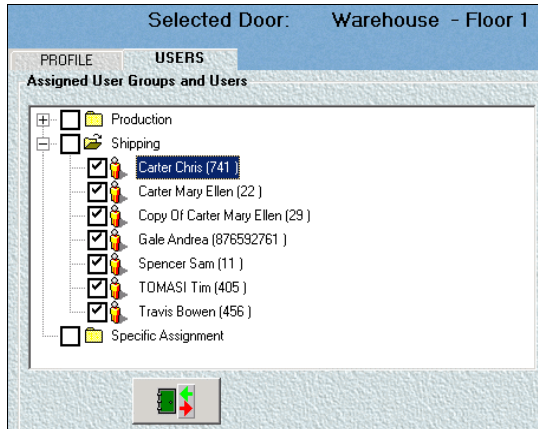 Selected Door: Warehouse - Floor 1
PROFILE USERS
Assigned User Groups and Users
Production
Shipping
Carter Chris (741 )
Carter Mary Ellen (22 )
Copy Of Carter Mary Ellen (29 )
Gale Andrea (876592761 )
Spencer Sam (11 )
TOMASI Tim (405 )
Travis Bowen (456 )
Specific Assignment